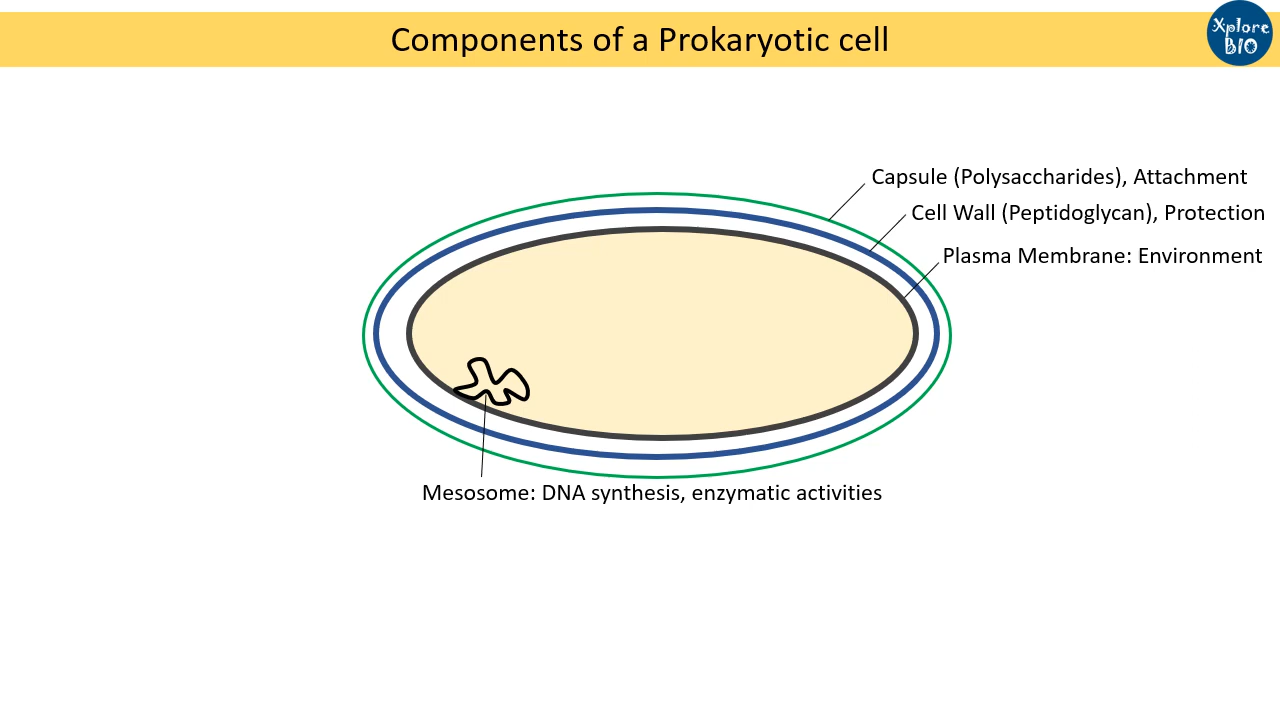 Components of a Prokaryotic cell
Xplore
BIO
Capsule (Polysaccharides), Attachment
Cell Wall (Peptidoglycan), Protection
Plasma Membrane: Environment
Mesosome: DNA synthesis, enzymatic activities